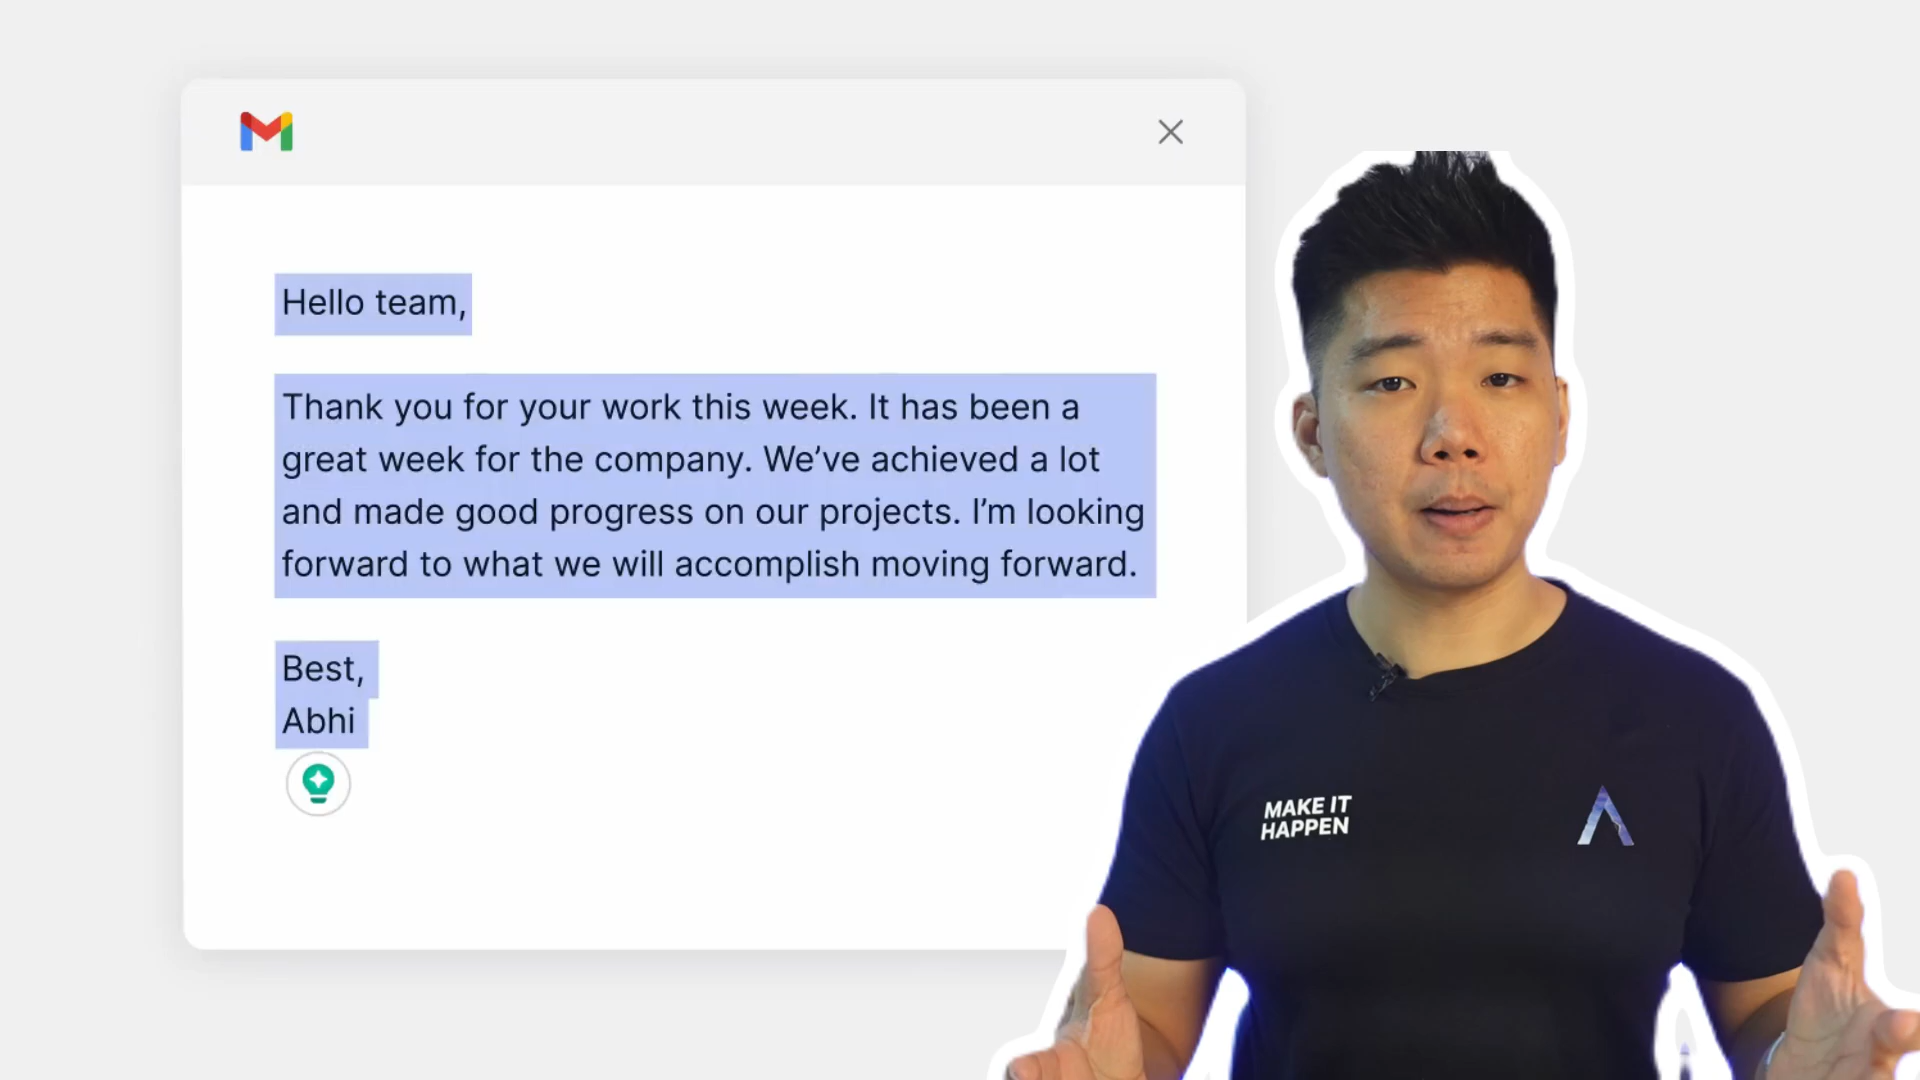 Hello team,
Thank you for your work this week. It has been a
great week for the company. We’ve achieved a lot
and made good progress on our projects. I’m looking
forward to what we will accomplish moving forward.
Best,
Abhi
MAKE IT
HAPPEN